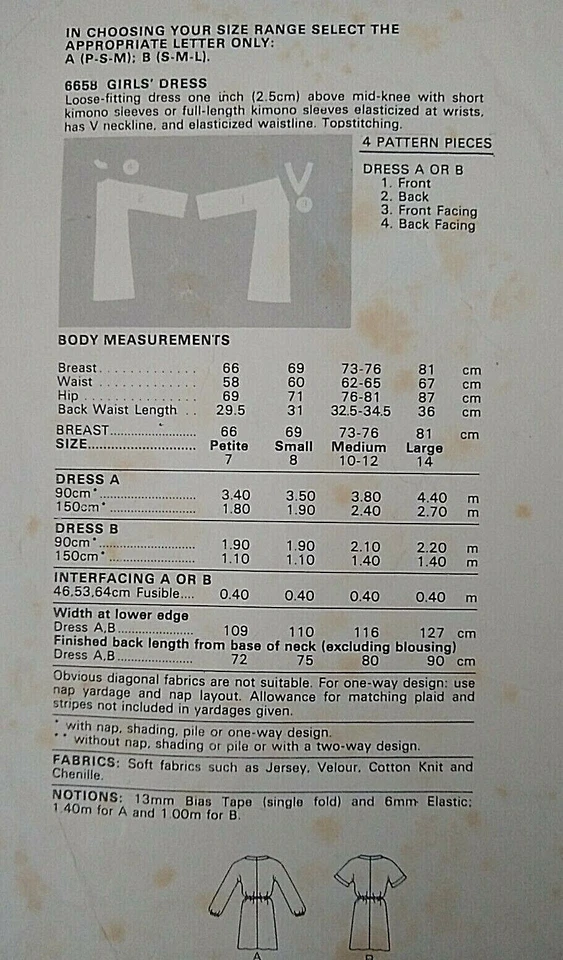 IN CHOOSING YOUR SIZE RANGE SELECT THE
APPROPRIATE LETTER ONLY:
A (P-S-M); B (S-M-L).
6658 GIRLS' DRESS
Loose-fitting dress one inch (2.5cm) above mid-knee with short
kimono sleeves or full-length kimono sleeves elasticized at wrists,
has V neckline, and elasticized waistline. Topstitching.
4 PATTERN PIECES
DRESS A OR B
1. Front
2. Back
3. Front Facing
4. Back Facing
BODY MEASUREMENTS
Breast............ 66 69 73-76 81 cm
Waist ............ 58 60 62-65 67 cm
Hip .............. 69 71 76-81 87 cm
Back Waist Length .. 29.5 31 32.5-34.5 36 cm
BREAST........................ 66 69 73-76 81 cm
SIZE............................ Petite Small Medium Large
7 8 10-12 14
DRESS A
90cm* ........................ 3.40 3.50 3.80 4.40 m
150cm* ........................ 1.80 1.90 2.40 2.70 m
DRESS B
90cm* ........................ 1.90 1.90 2.10 2.20 m
150cm* ........................ 1.10 1.10 1.40 1.40 m
INTERFACING A OR B
46,53,64cm Fusible.... 0.40 0.40 0.40 0.40 m
Width at lower edge
Dress A,B................... 109 110 116 127 cm
Finished back length from base of neck (excluding blousing)
Dress A,B................... 72 75 80 90 cm
Obvious diagonal fabrics are not suitable. For one-way design: use
nap yardage and nap layout. Allowance for matching plaid and
stripes not included in yardages given.
* with nap, shading, pile or one-way design.
** without nap, shading or pile or with a two-way design.
FABRICS: Soft fabrics such as Jersey, Velour, Cotton Knit and
Chenille.
NOTIONS: 13mm Bias Tape (single fold) and 6mm Elastic;
1.40m for A and 1.00m for B.
A B